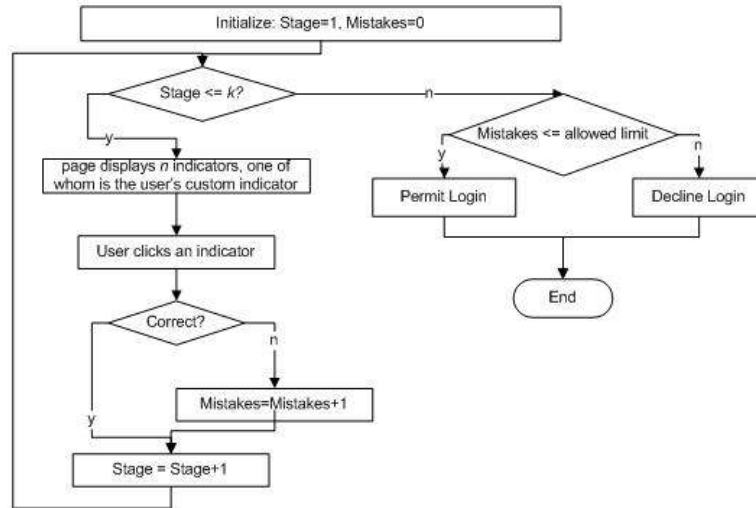 Initialize: Stage=1, Mistakes=0
Stage <= k?
n
y
Mistakes <= allowed limit
y
n
page displays n indicators, one of
whom is the user's custom indicator
Permit Login
Decline Login
User clicks an indicator
End
Correct?
n
y
Mistakes=Mistakes+1
Stage = Stage+1